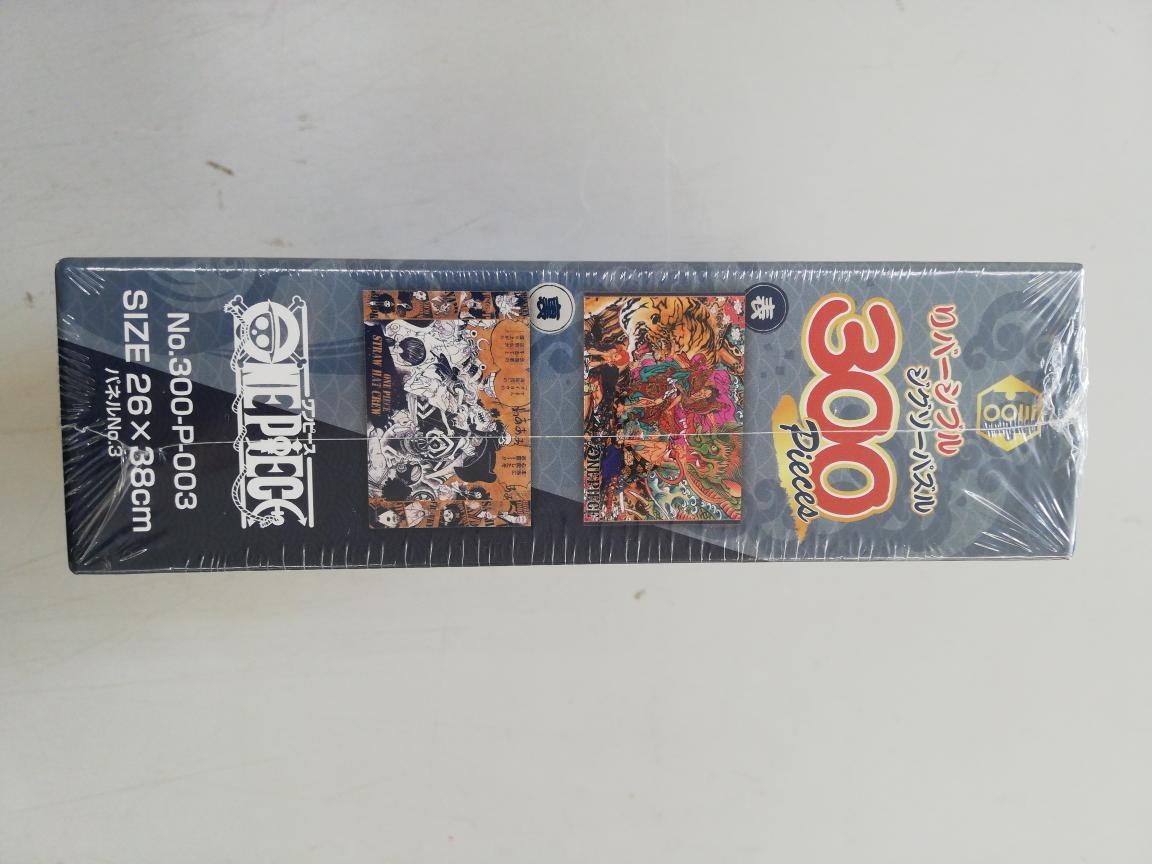 リバーシブル
ジグソーパズル
300
Pieces
表
ONE PIECE
裏
ONE PIECE
STRAW HAT CREW
ワンピース
ONE PIECE
No.300-P-003
SIZE 26×38cm
パネルNo.3